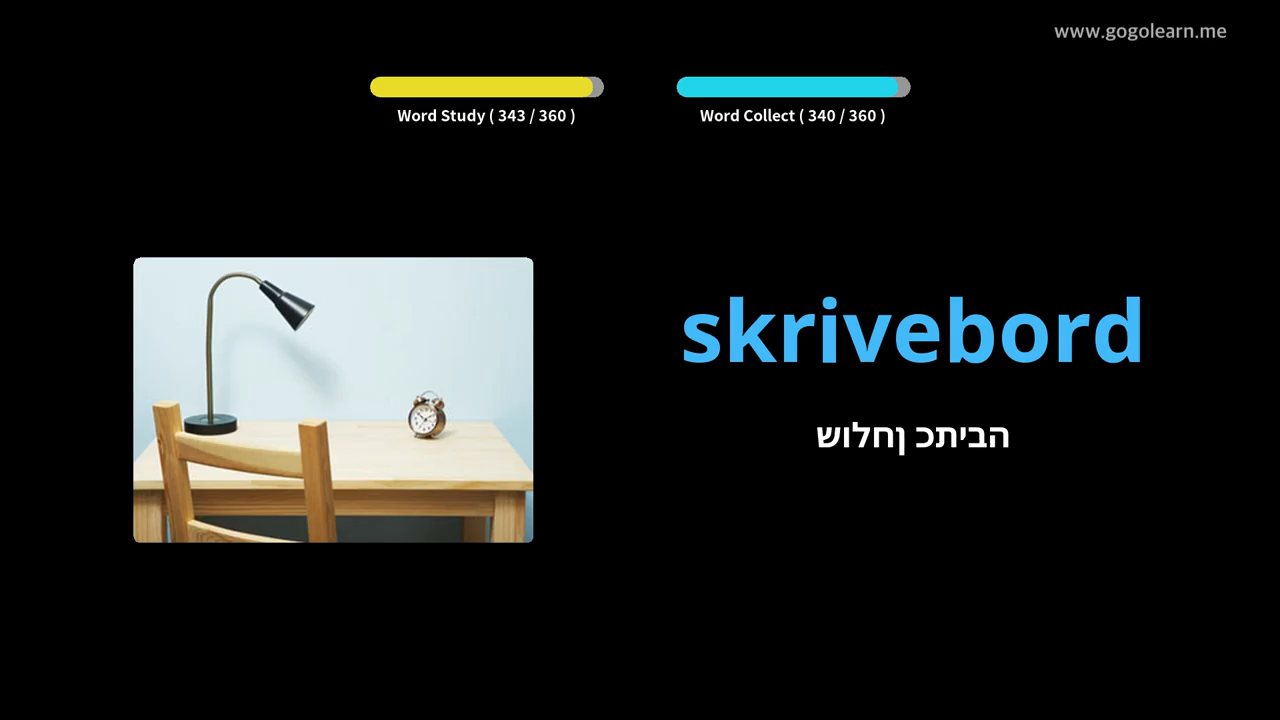 www.gogolearn.me
Word Study ( 343 / 360 )
Word Collect ( 340 / 360 )
skrivebord
הביתכ ןחלוש